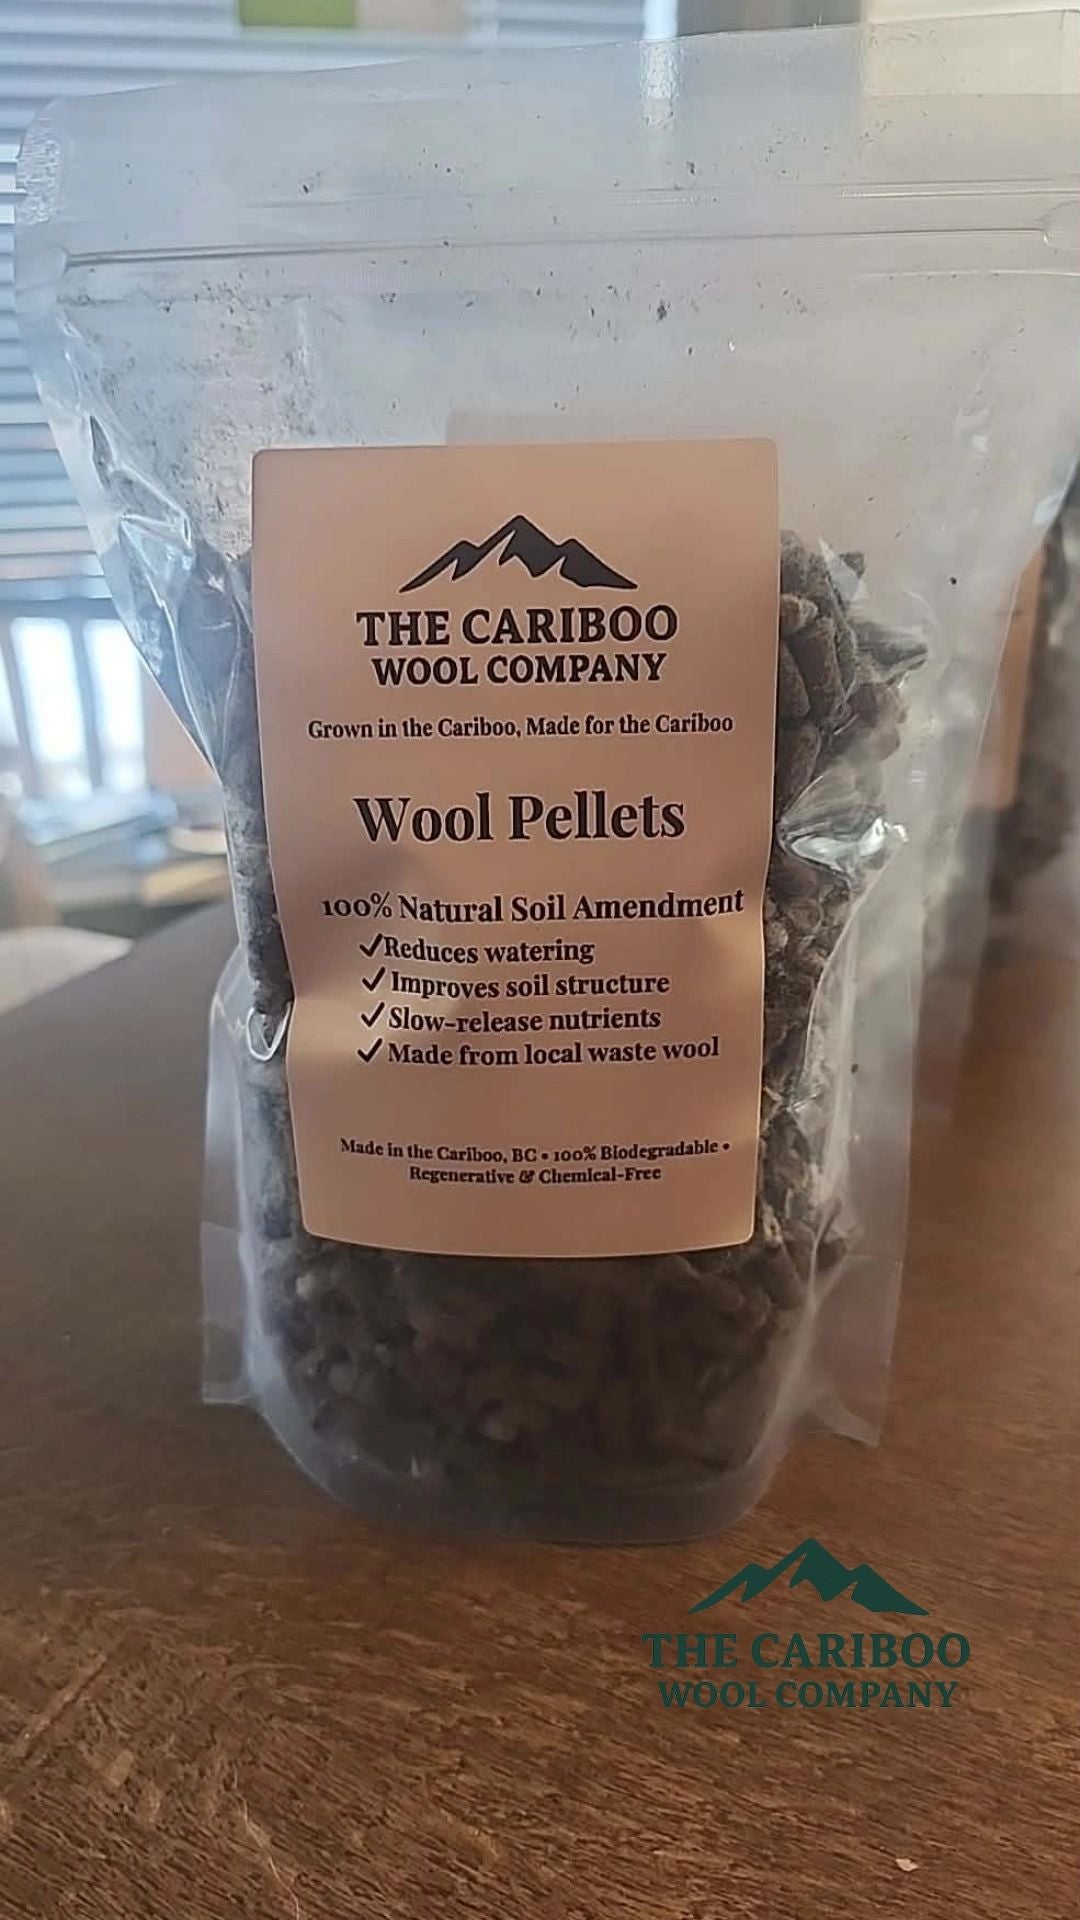 THE CARIBOO
WOOL COMPANY
Grown in the Cariboo, Made for the Cariboo
Wool Pellets
100% Natural Soil Amendment
✓Reduces watering
✓Improves soil structure
✓Slow-release nutrients
✓Made from local waste wool
Made in the Cariboo, BC • 100% Biodegradable •
Regenerative & Chemical-Free
THE CARIBOO
WOOL COMPANY